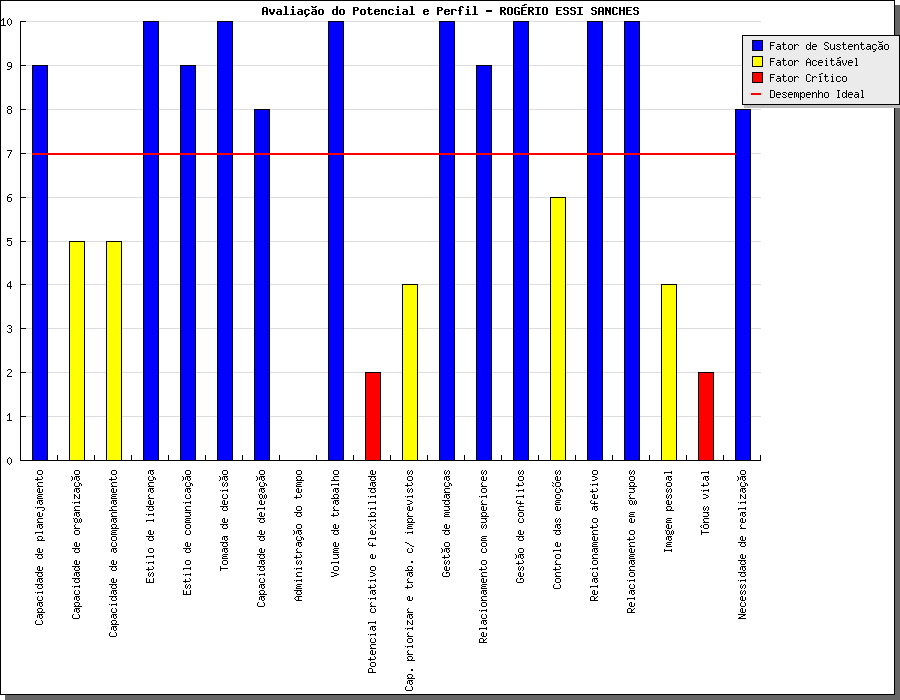 Avaliação do Potencial e Perfil - ROGÉRIO ESSI SANCHES
10
9
8
7
6
5
4
3
2
1
0
Fator de Sustentação
Fator Aceitável
Fator Crítico
Desempenho Ideal
Capacidade de planejamento
Capacidade de organização
Capacidade de acompanhamento
Estilo de liderança
Estilo de comunicação
Tomada de decisão
Capacidade de delegação
Administração do tempo
Volume de trabalho
Potencial criativo e flexibilidade
Cap. priorizar e trab. c/ imprevistos
Gestão de mudanças
Relacionamento com superiores
Gestão de conflitos
Controle das emoções
Relacionamento afetivo
Relacionamento em grupos
Imagem pessoal
Tônus vital
Necessidade de realização